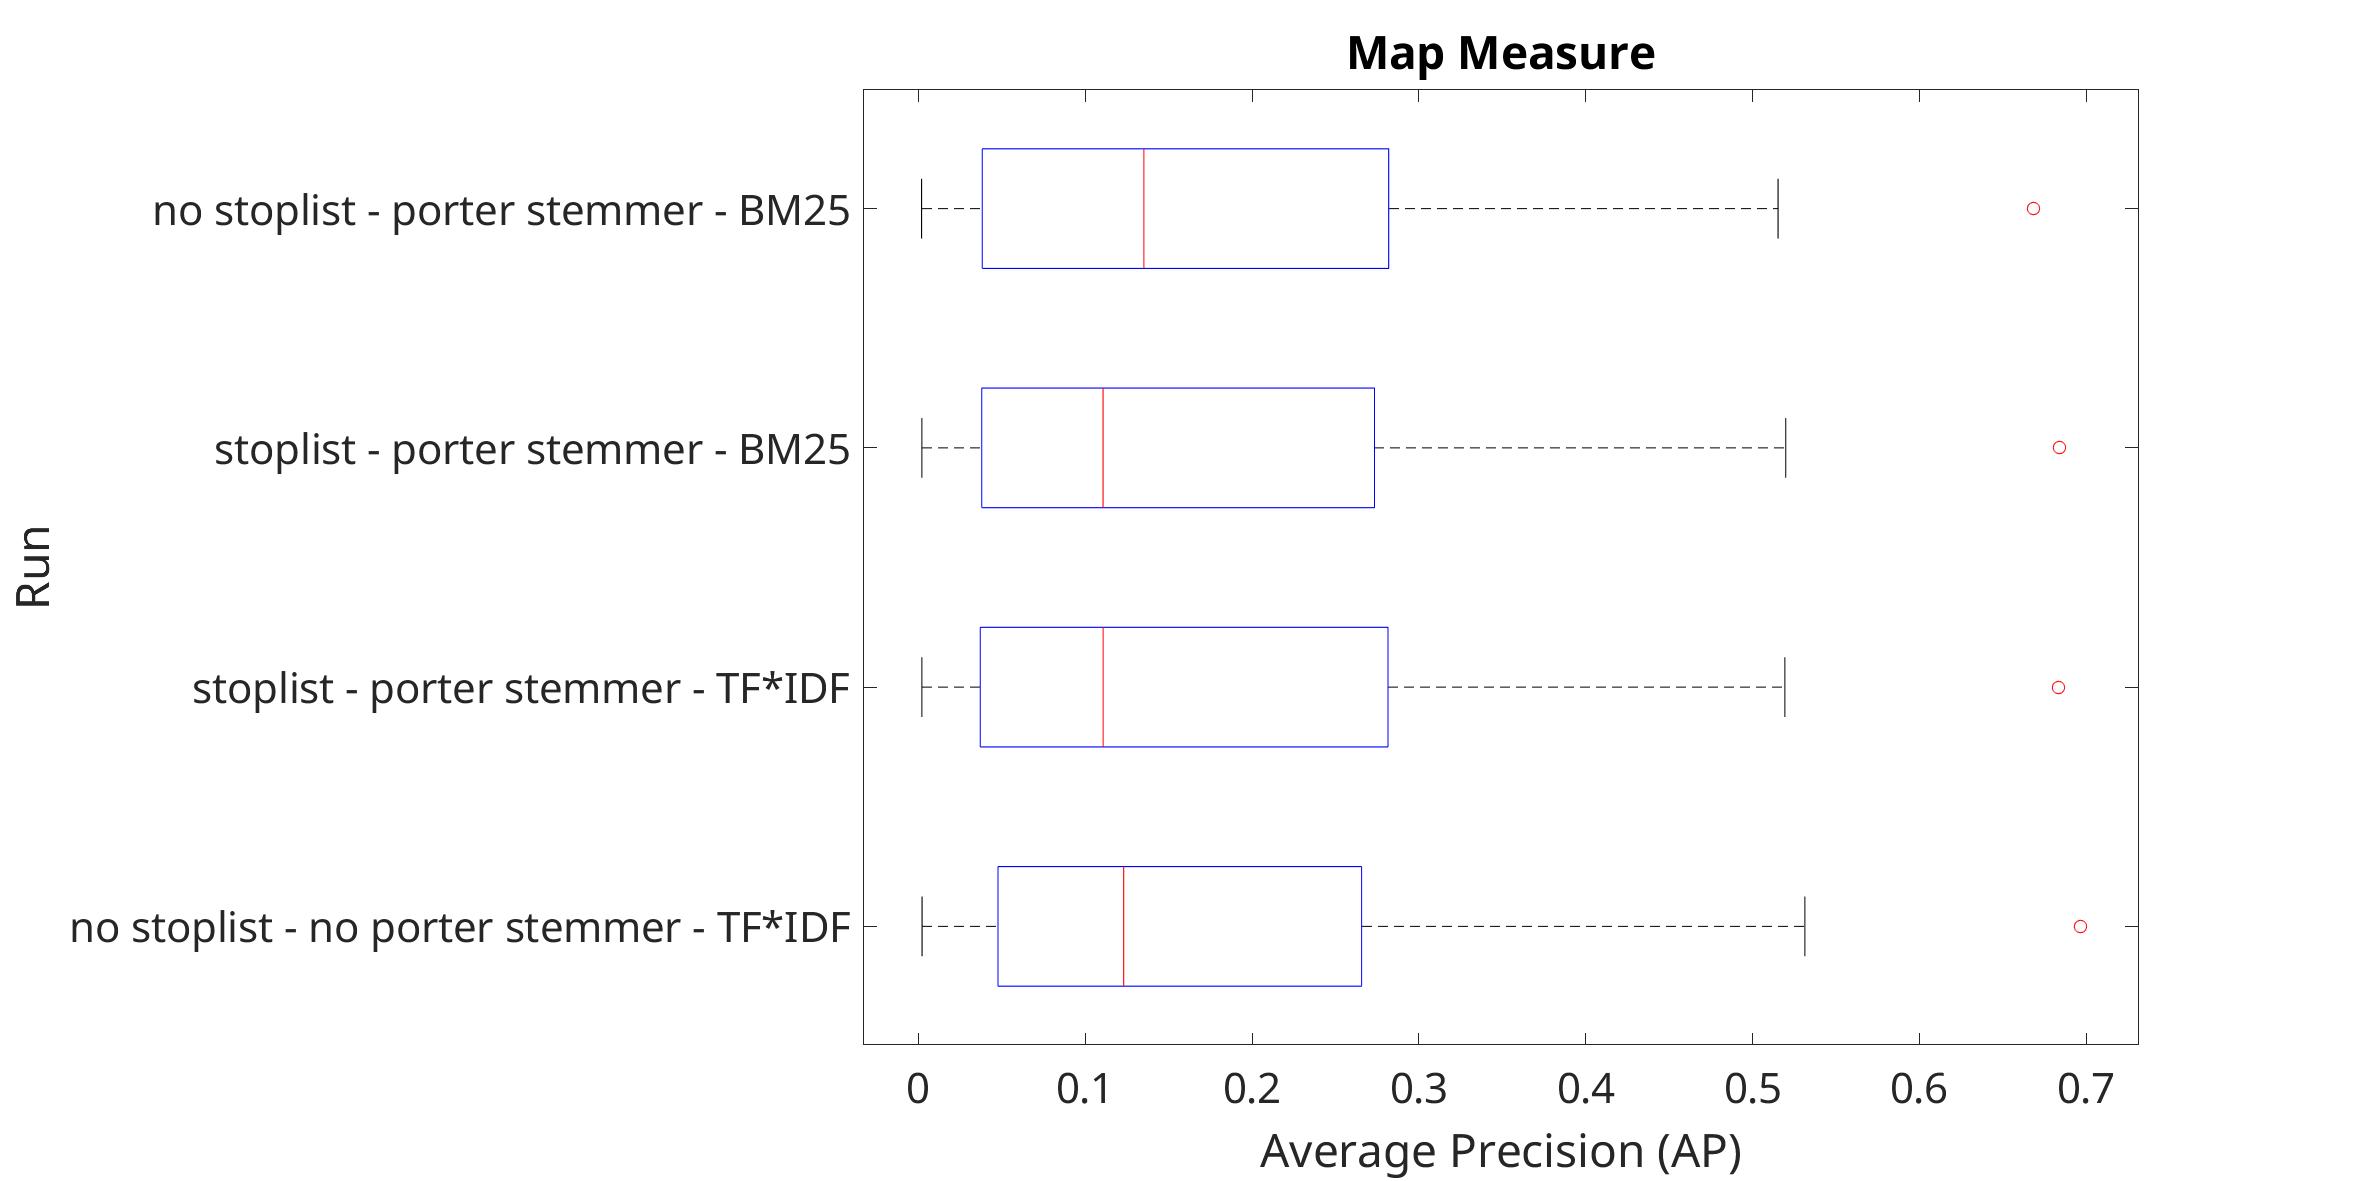 Map Measure
no stoplist - porter stemmer - BM25
stoplist - porter stemmer - BM25
stoplist - porter stemmer - TF*IDF
no stoplist - no porter stemmer - TF*IDF
Run
0 0.1 0.2 0.3 0.4 0.5 0.6 0.7
Average Precision (AP)